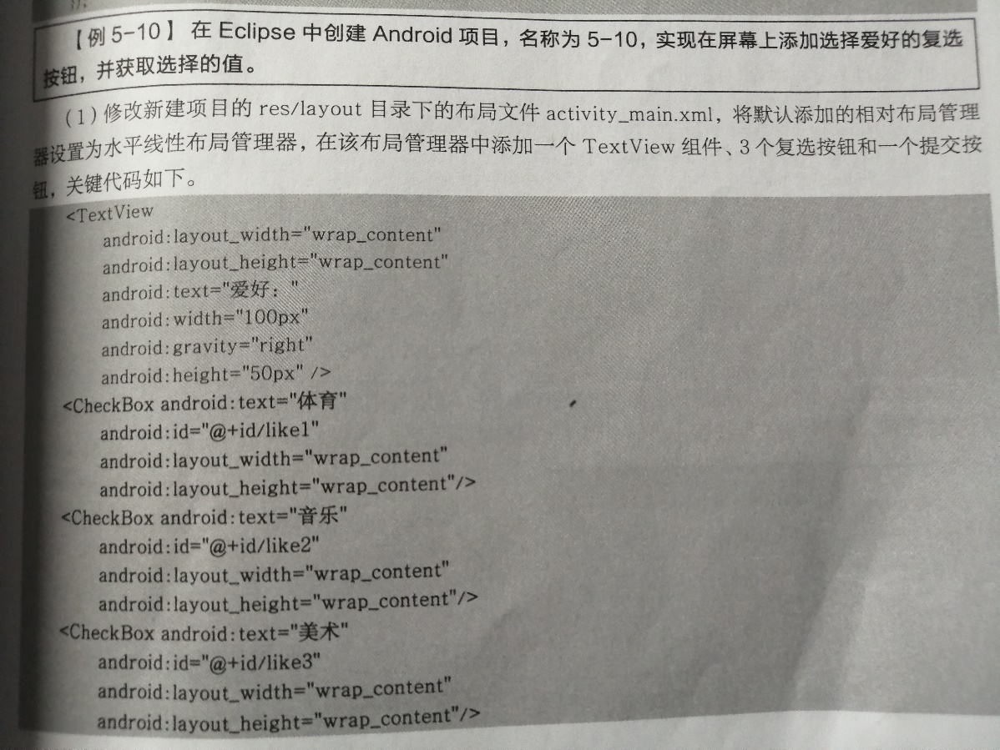 });
【例 5-10】 在 Eclipse 中创建 Android 项目，名称为 5-10，实现在屏幕上添加选择爱好的复选
按钮，并获取选择的值。
(1) 修改新建项目的 res/layout 目录下的布局文件 activity_main.xml，将默认添加的相对布局管理
器设置为水平线性布局管理器，在该布局管理器中添加一个 TextView 组件、3 个复选按钮和一个提交按
钮，关键代码如下。
<TextView
android:layout_width="wrap_content"
android:layout_height="wrap_content"
android:text="爱好："
android:width="100px"
android:gravity="right"
android:height="50px" />
<CheckBox android:text="体育"
android:id="@+id/like1"
android:layout_width="wrap_content"
android:layout_height="wrap_content"/>
<CheckBox android:text="音乐"
android:id="@+id/like2"
android:layout_width="wrap_content"
android:layout_height="wrap_content"/>
<CheckBox android:text="美术"
android:id="@+id/like3"
android:layout_width="wrap_content"
android:layout_height="wrap_content"/>